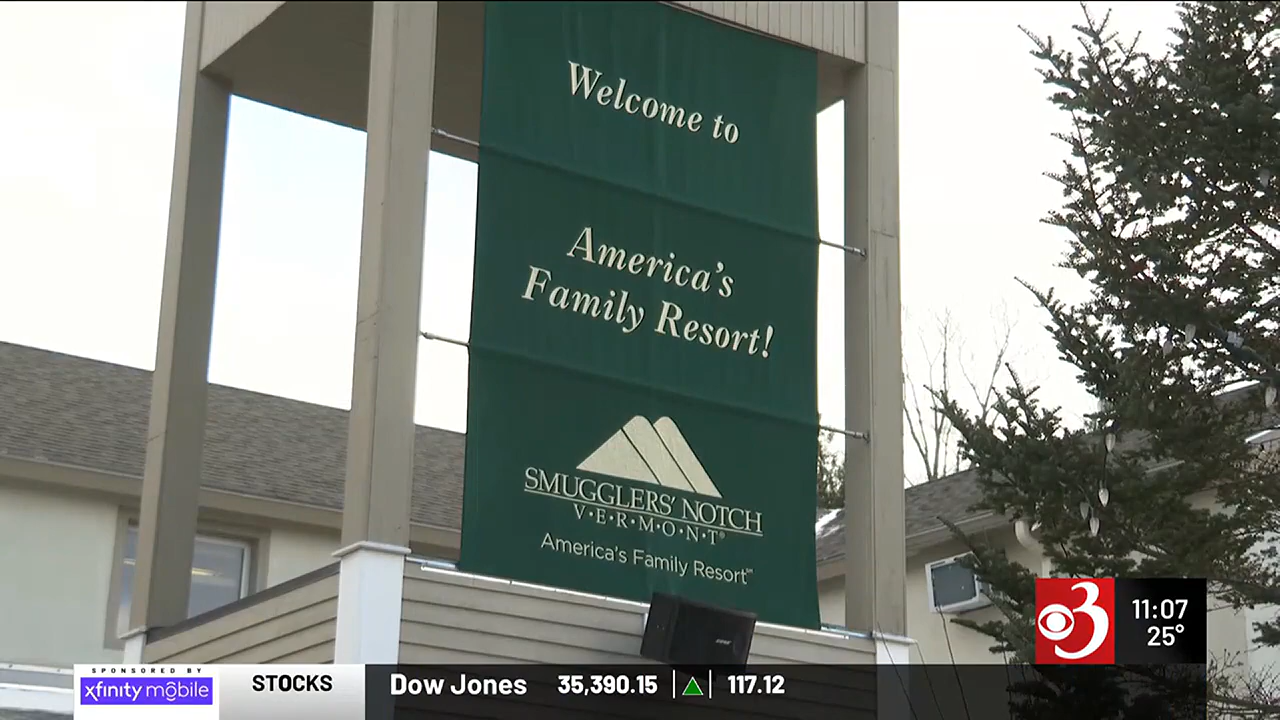 Welcome to
America's
Family Resort!
SMUGGLERS' NOTCH
V·E·R·M·O·N·T®
America's Family Resort℠
BOSE
3
11:07
25°
SPONSORED BY
xfinity mobile
STOCKS
Dow Jones 35,390.15 117.12